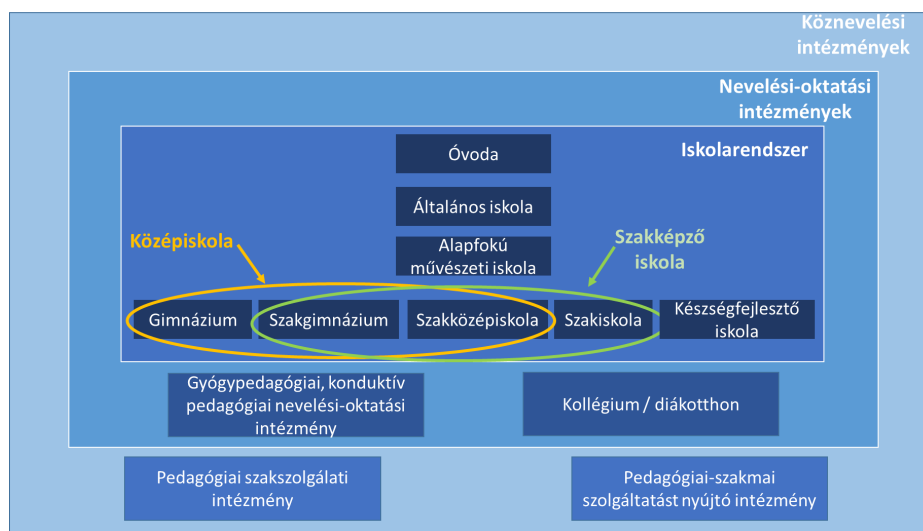 Köznevelési
intézmények
Nevelési-oktatási
intézmények
Iskolarendszer
Óvoda
Általános iskola
Középiskola
Alapfokú
művészeti iskola
Szakképző
iskola
Gimnázium
Szakgimnázium
Szakközépiskola
Szakiskola
Készségfejlesztő
iskola
Gyógypedagógiai, konduktív
pedagógiai nevelési-oktatási
intézmény
Kollégium / diákotthon
Pedagógiai szakszolgálati
intézmény
Pedagógiai-szakmai
szolgáltatást nyújtó intézmény